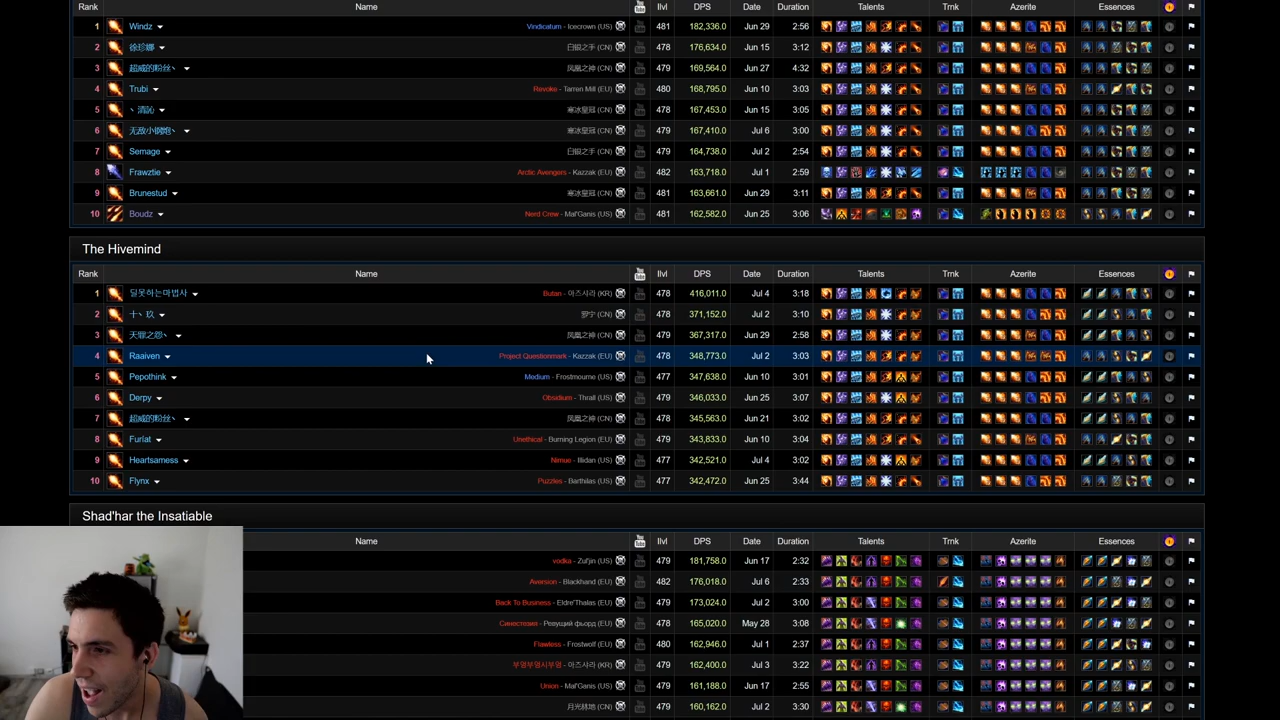 Rank Name Ilvl DPS Date Duration Talents Trnk Azerite Essences
1 Windz Vindicatum - Icecrown (US) 481 182,336.0 Jun 29 2:56
2 徐珍娜 白银之手 (CN) 478 176,634.0 Jun 15 3:12
3 超威的粉丝丶 凤凰之神 (CN) 479 169,564.0 Jun 27 4:32
4 Trubi Revoke - Tarren Mill (EU) 480 168,795.0 Jun 10 3:03
5 寒冰皇冠 (CN) 478 167,453.0 Jun 15 3:05
6 寒冰皇冠 (CN) 479 167,410.0 Jul 6 3:00
7 Semage 白银之手 (CN) 479 164,738.0 Jul 2 2:54
8 Frawztie Arctic Avengers - Kazzak (EU) 482 163,718.0 Jul 1 2:59
9 Brunestud 寒冰皇冠 (CN) 479 163,661.0 Jun 29 3:11
10 Boudz Nerd Crew - Mal'Ganis (US) 481 162,582.0 Jun 25 3:06
The Hivemind
Rank Name Ilvl DPS Date Duration Talents Trnk Azerite Essences
1 딜못하는마법사 Butan - 아즈샤라 (KR) 478 416,011.0 Jul 4 3:18
2 十丶玖 罗宁 (CN) 478 371,152.0 Jul 2 3:10
3 天罪之怨丶 凤凰之神 (CN) 479 367,317.0 Jun 29 2:58
4 Raaiven Project Questionmark - Kazzak (EU) 478 348,773.0 Jul 2 3:03
5 Pepothink Medium - Frostmourne (US) 477 347,638.0 Jun 10 3:01
6 Derpy Obsidium - Thrall (US) 479 346,033.0 Jun 25 3:07
7 超威的粉丝丶 凤凰之神 (CN) 479 345,563.0 Jun 21 3:02
8 Furlat Unethical - Burning Legion (EU) 479 343,833.0 Jun 10 3:04
9 Heartsamess Nimue - Illidan (US) 477 342,521.0 Jul 4 3:02
10 Flynx Puzzles - Barthilas (US) 477 342,472.0 Jun 25 3:44
Shad'har the Insatiable
Name Ilvl DPS Date Duration Talents Trnk Azerite Essences
vodka - Zul'jin (US) 479 181,758.0 Jun 17 2:32
Aversion - Blackhand (EU) 482 176,018.0 Jul 6 2:33
Back To Business - Eldre'Thalas (EU) 479 173,024.0 Jul 2 3:00
Синестезия - Ревущий фьорд (EU) 478 165,020.0 May 28 3:08
Flawless - Frostwolf (EU) 480 162,946.0 Jul 1 2:37
부엉부엉시부엉 - 아즈샤라 (KR) 479 162,400.0 Jul 3 3:22
Union - Mal'Ganis (US) 479 161,188.0 Jun 17 2:55
月光林地 (CN) 479 160,162.0 Jul 2 3:30